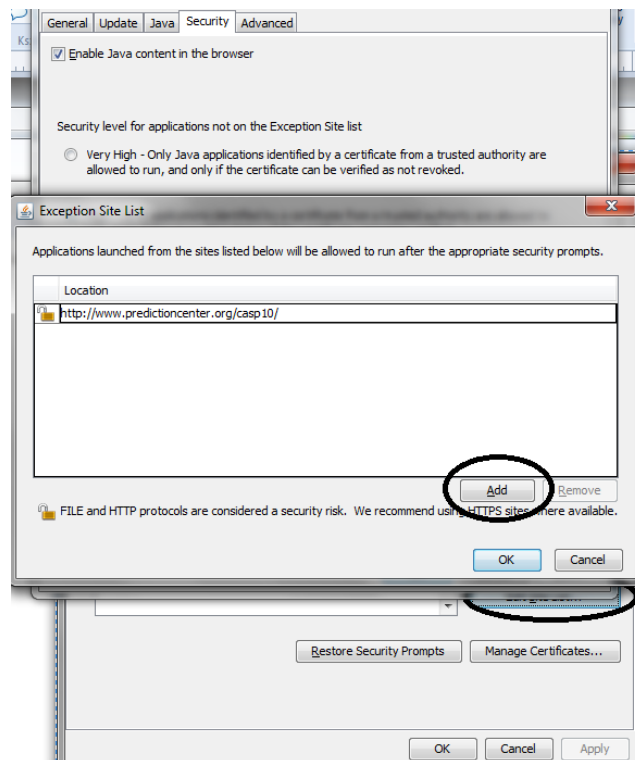 General Update Java Security Advanced
Enable Java content in the browser
Security level for applications not on the Exception Site list
Very High - Only Java applications identified by a certificate from a trusted authority are
allowed to run, and only if the certificate can be verified as not revoked.
Exception Site List
Applications launched from the sites listed below will be allowed to run after the appropriate security prompts.
Location
http://www.predictioncenter.org/casp10/
Add Remove
FILE and HTTP protocols are considered a security risk. We recommend using HTTPS sites where available.
OK Cancel
Restore Security Prompts Manage Certificates...
OK Cancel Apply